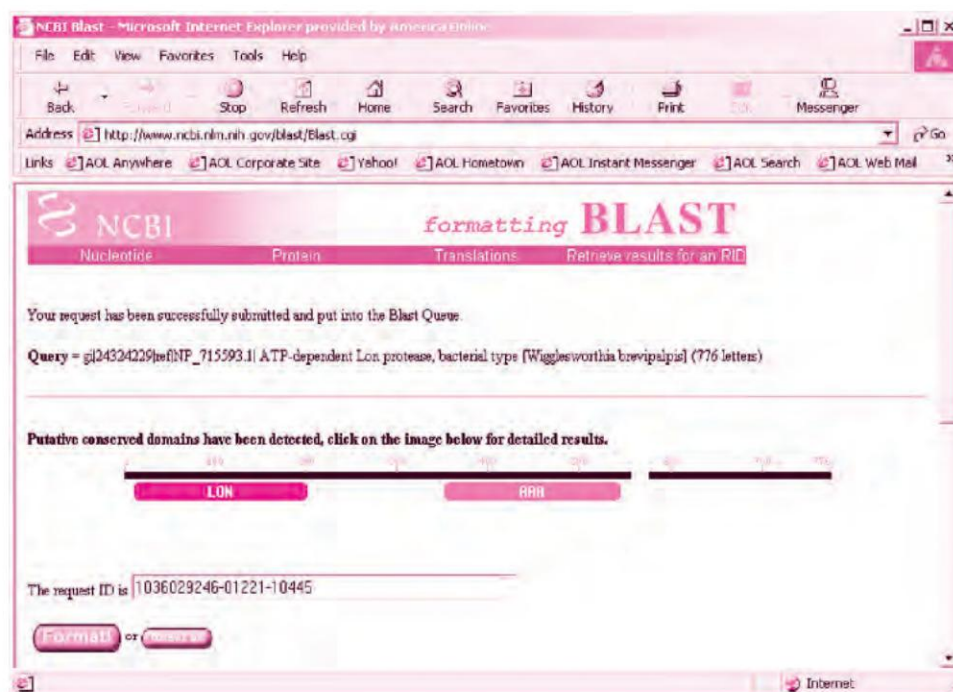 NCBI Blast - Microsoft Internet Explorer provided by America Online
File Edit View Favorites Tools Help
Back Stop Refresh Home Search Favorites History Print Messenger
Address http://www.ncbi.nlm.nih.gov/blast/Blast.cgi Go
Links AOL Anywhere AOL Corporate Site Yahoo! AOL Hometown AOL Instant Messenger AOL Search AOL Web Mail
NCBI formatting BLAST
Nucleotide Protein Translations Retrieve results for an RID
Your request has been successfully submitted and put into the Blast Queue.
Query = gi|24324229|ref|NP_715593.1| ATP-dependent Lon protease, bacterial type [Wigglesworthia brevipalpis] (776 letters)
Putative conserved domains have been detected, click on the image below for detailed results.
LON AAA
The request ID is 1036029246-01221-10445
Format! or
Internet